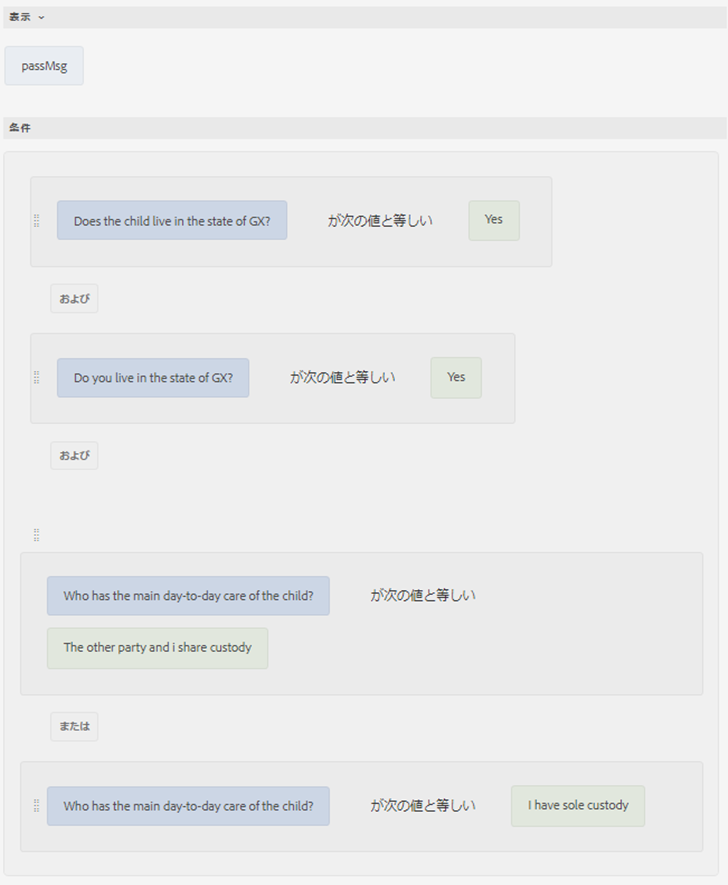 表示
passMsg
条件
Does the child live in the state of GX? が次の値と等しい Yes
および
Do you live in the state of GX? が次の値と等しい Yes
および
Who has the main day-to-day care of the child? が次の値と等しい
The other party and i share custody
または
Who has the main day-to-day care of the child? が次の値と等しい I have sole custody